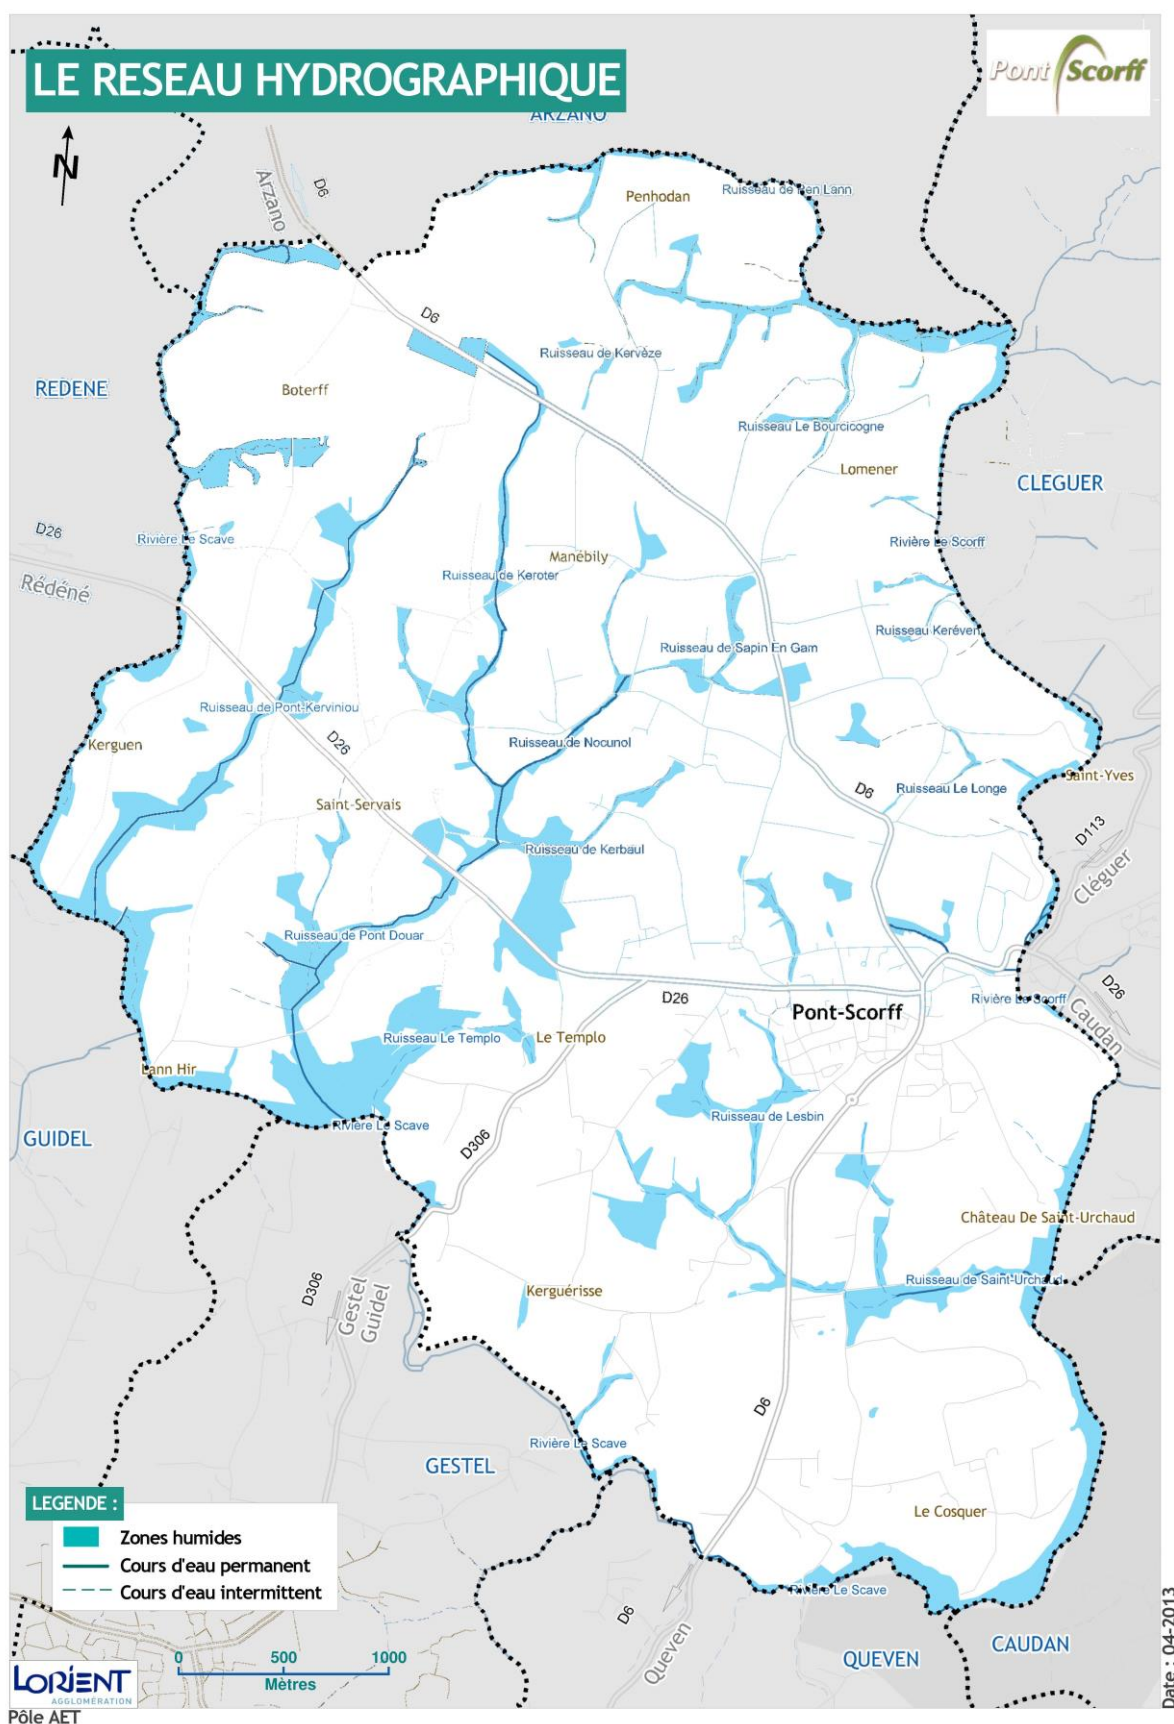 LE RESEAU HYDROGRAPHIQUE
Pont Scorff
ARZANO
N
Arzano
D6
Penhodan
Ruisseau de Pen Lann
D6
Ruisseau de Kervèze
REDENE
Boterff
Ruisseau Le Bourcicogne
Lomener
CLEGUER
D26
Rivière Le Scave
Rivière Le Scorff
Manébily
Ruisseau de Keroter
Rédéné
Ruisseau Keréven
Ruisseau de Sapin En Gam
Ruisseau de Pont-Kerviniou
Kerguen
D26
Ruisseau de Nocunol
Saint-Yves
D6
Ruisseau Le Longe
Saint-Servais
D113
Ruisseau de Kerbaul
Cléguer
Ruisseau de Pont Douar
D26
D26
Rivière Le Scorff
Pont-Scorff
Caudan
Ruisseau Le Templo
Le Templo
Lann Hir
Ruisseau de Lesbin
Rivière Le Scave
GUIDEL
D306
Château De Saint-Urchaud
Ruisseau de Saint-Urchaud
D306
Gestel
Guidel
Kerguérisse
D6
Rivière Le Scave
GESTEL
LEGENDE :
Zones humides
Cours d'eau permanent
Cours d'eau intermittent
Le Cosquer
Rivière Le Scave
D6
Queven
QUEVEN
CAUDAN
0 500 1000
Mètres
LORIENT
AGGLOMÉRATION
Pôle AET
Date : 04-2013